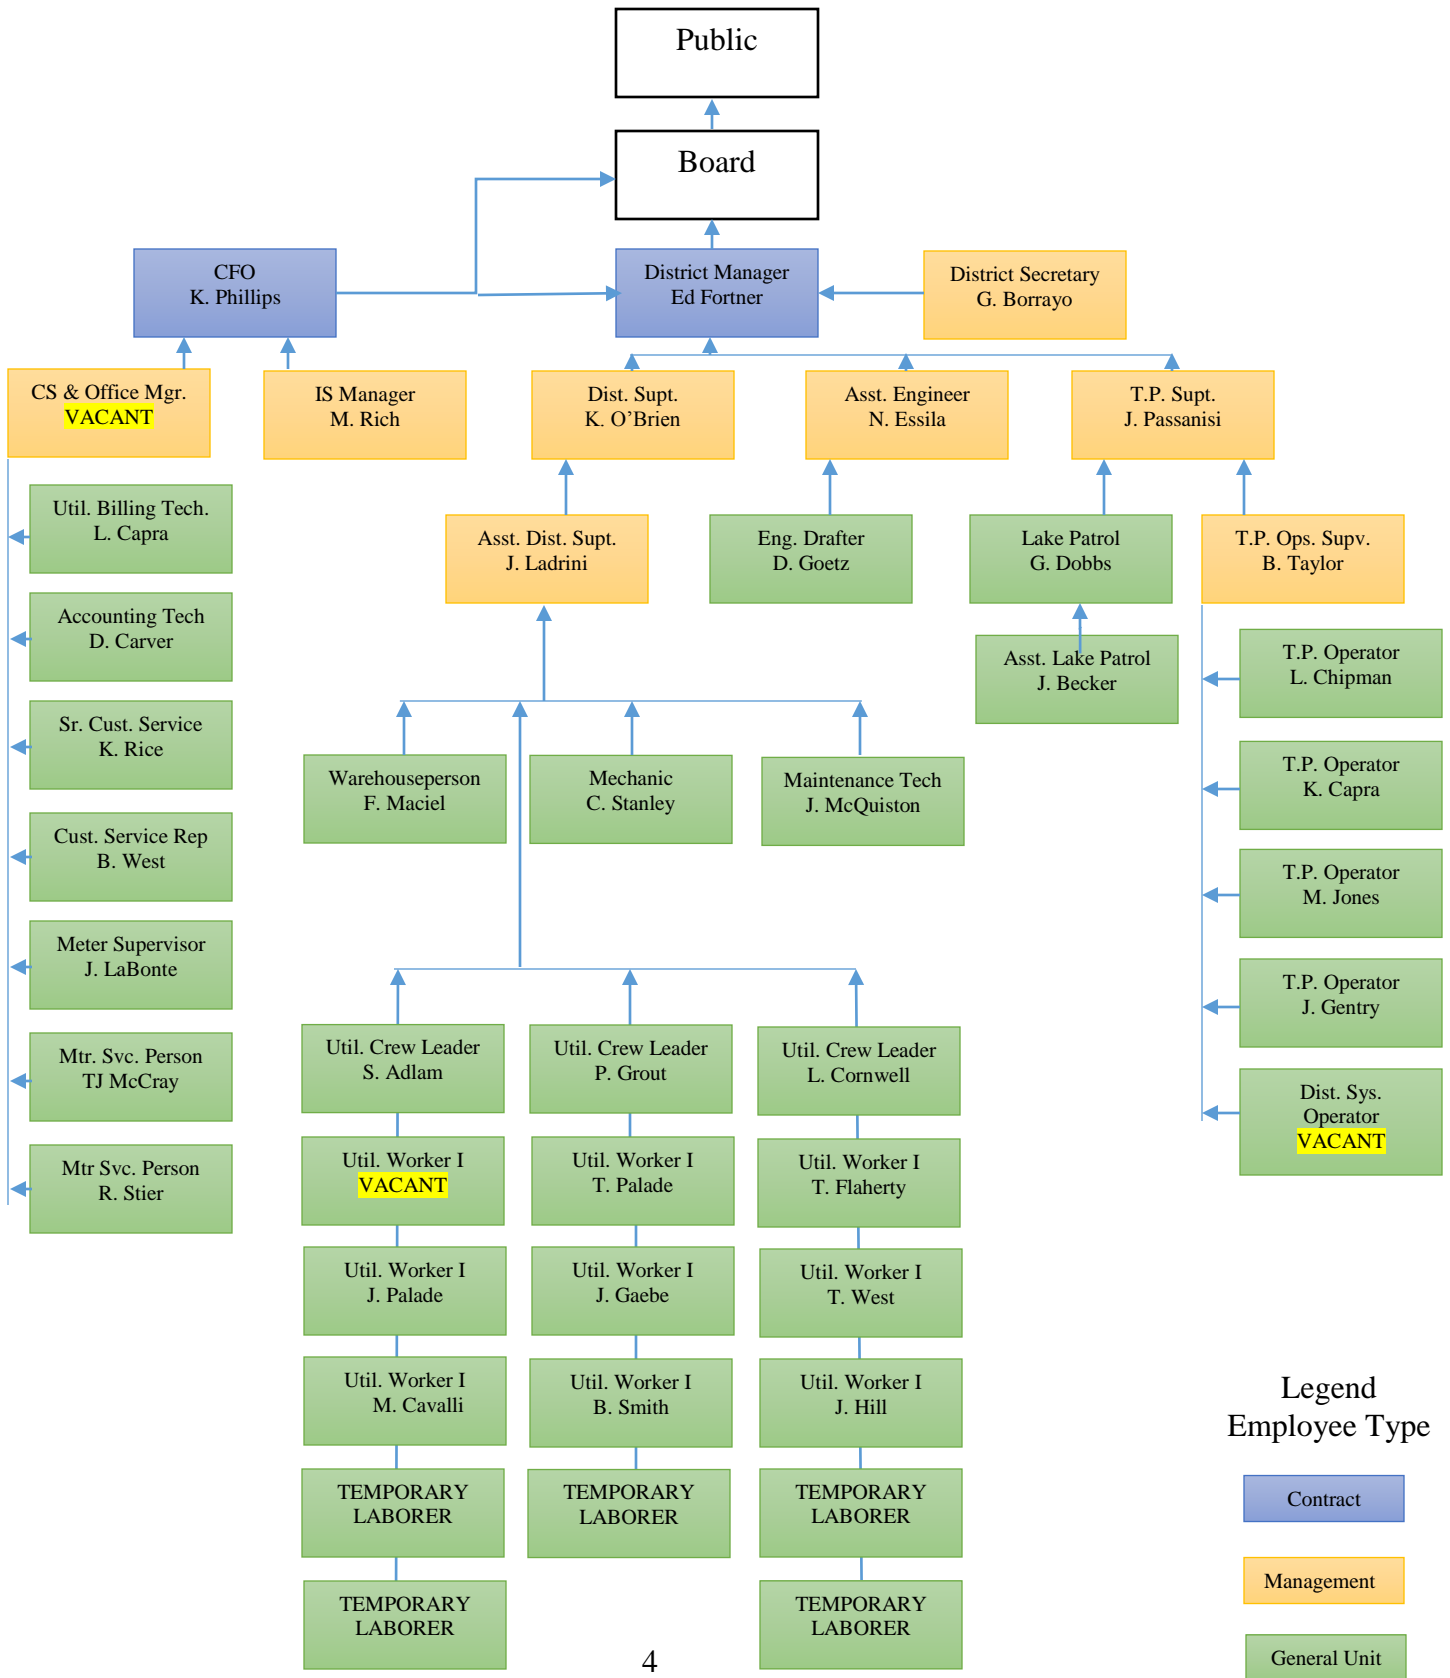 Public
Board
CFO
K. Phillips
District Manager
Ed Fortner
District Secretary
G. Borrayo
CS & Office Mgr.
VACANT
IS Manager
M. Rich
Dist. Supt.
K. O’Brien
Asst. Engineer
N. Essila
T.P. Supt.
J. Passanisi
Util. Billing Tech.
L. Capra
Asst. Dist. Supt.
J. Ladrini
Eng. Drafter
D. Goetz
Lake Patrol
G. Dobbs
T.P. Ops. Supv.
B. Taylor
Accounting Tech
D. Carver
Asst. Lake Patrol
J. Becker
T.P. Operator
L. Chipman
Sr. Cust. Service
K. Rice
Warehouseperson
F. Maciel
Mechanic
C. Stanley
Maintenance Tech
J. McQuiston
T.P. Operator
K. Capra
Cust. Service Rep
B. West
T.P. Operator
M. Jones
Meter Supervisor
J. LaBonte
T.P. Operator
J. Gentry
Mtr. Svc. Person
TJ McCray
Util. Crew Leader
S. Adlam
Util. Crew Leader
P. Grout
Util. Crew Leader
L. Cornwell
Dist. Sys.
Operator
VACANT
Mtr Svc. Person
R. Stier
Util. Worker I
VACANT
Util. Worker I
T. Palade
Util. Worker I
T. Flaherty
Util. Worker I
J. Palade
Util. Worker I
J. Gaebe
Util. Worker I
T. West
Util. Worker I
M. Cavalli
Util. Worker I
B. Smith
Util. Worker I
J. Hill
TEMPORARY
LABORER
TEMPORARY
LABORER
TEMPORARY
LABORER
TEMPORARY
LABORER
TEMPORARY
LABORER
Legend
Employee Type
Contract
Management
General Unit
4